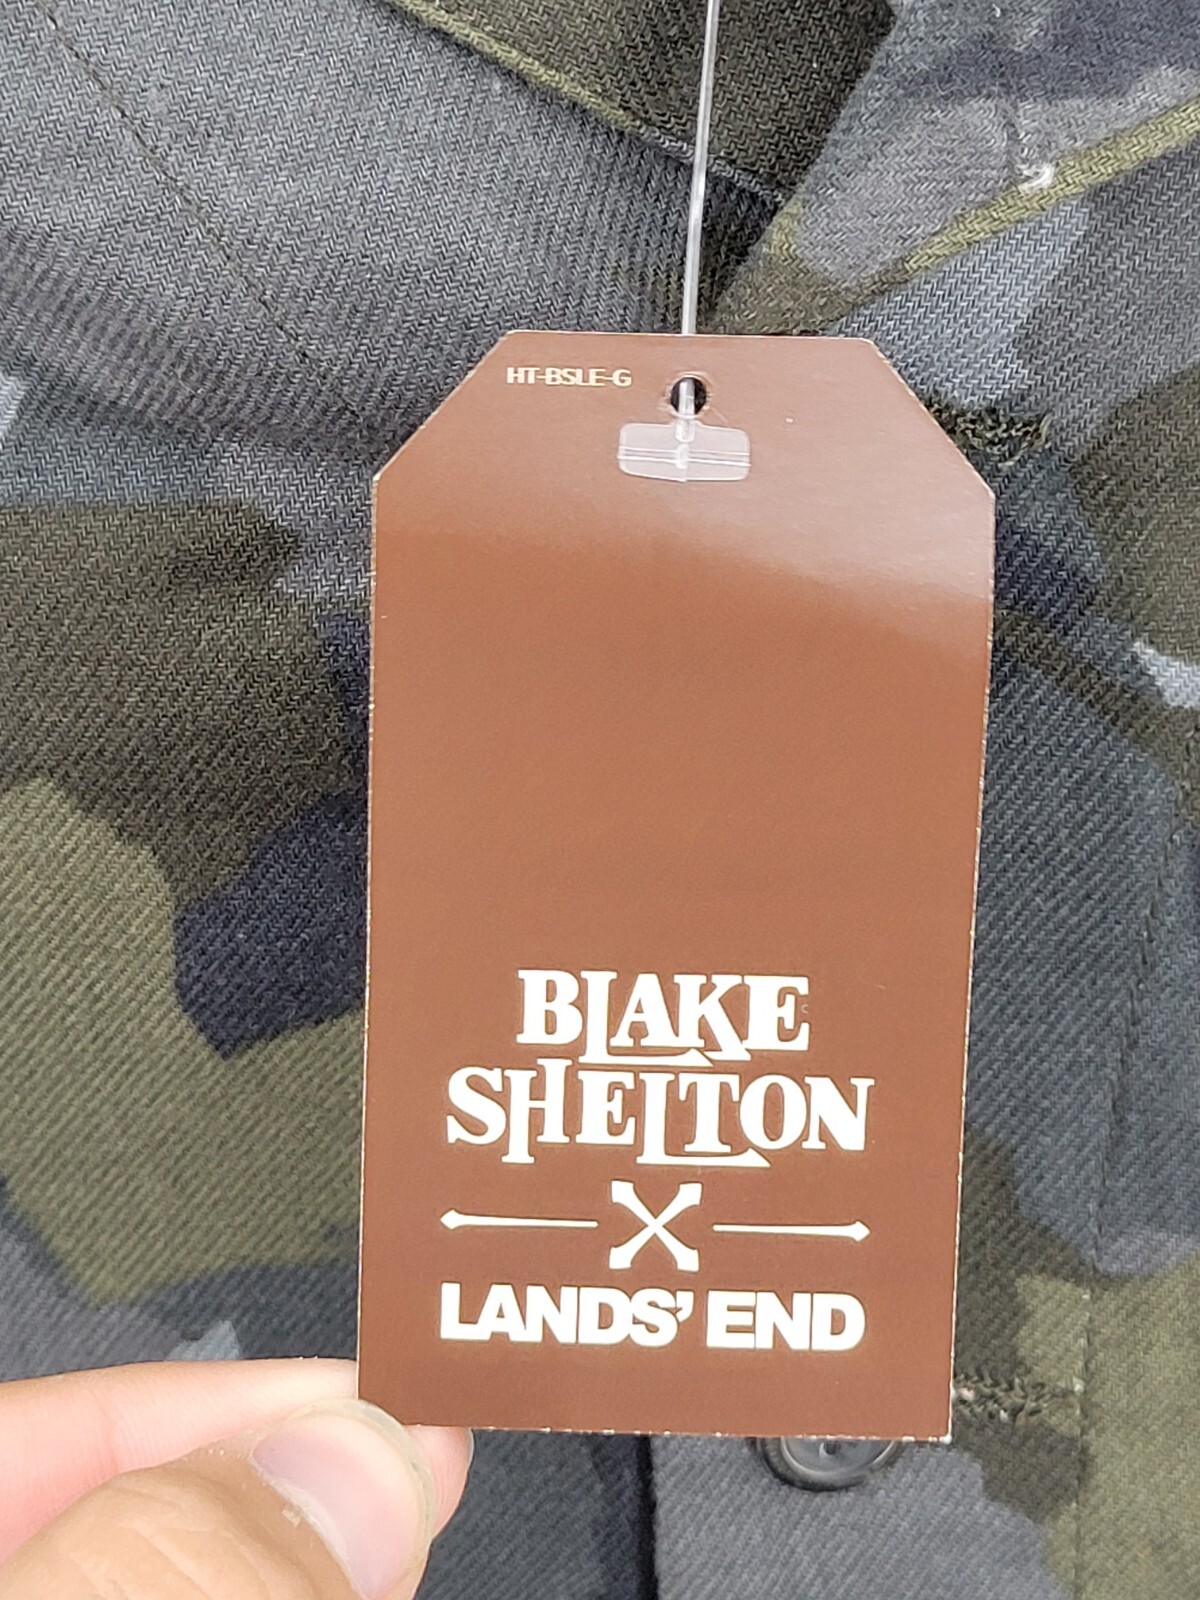 HT-BSLE-G
BLAKE
SHELTON
LANDS' END